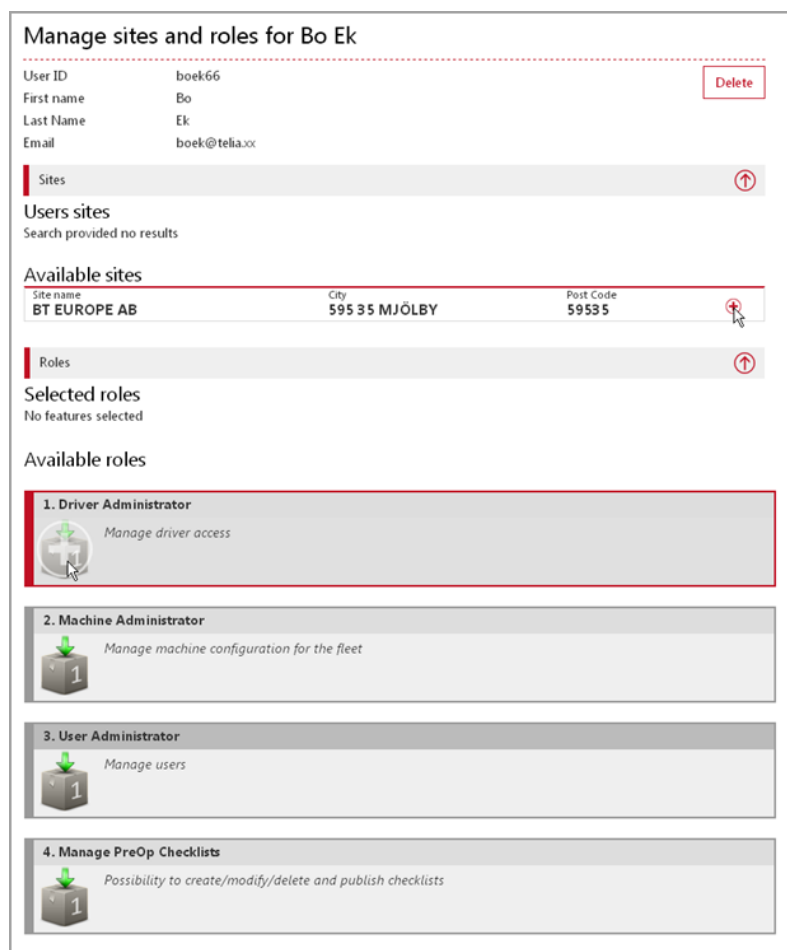 Manage sites and roles for Bo Ek
User ID boek66
Delete
First name Bo
Last Name Ek
Email boek@telia.xx
Sites
Users sites
Search provided no results
Available sites
Site name City Post Code
BT EUROPE AB 595 35 MJÖLBY 59535
Roles
Selected roles
No features selected
Available roles
1. Driver Administrator
Manage driver access
1
2. Machine Administrator
Manage machine configuration for the fleet
1
3. User Administrator
Manage users
1
4. Manage PreOp Checklists
Possibility to create/modify/delete and publish checklists
1